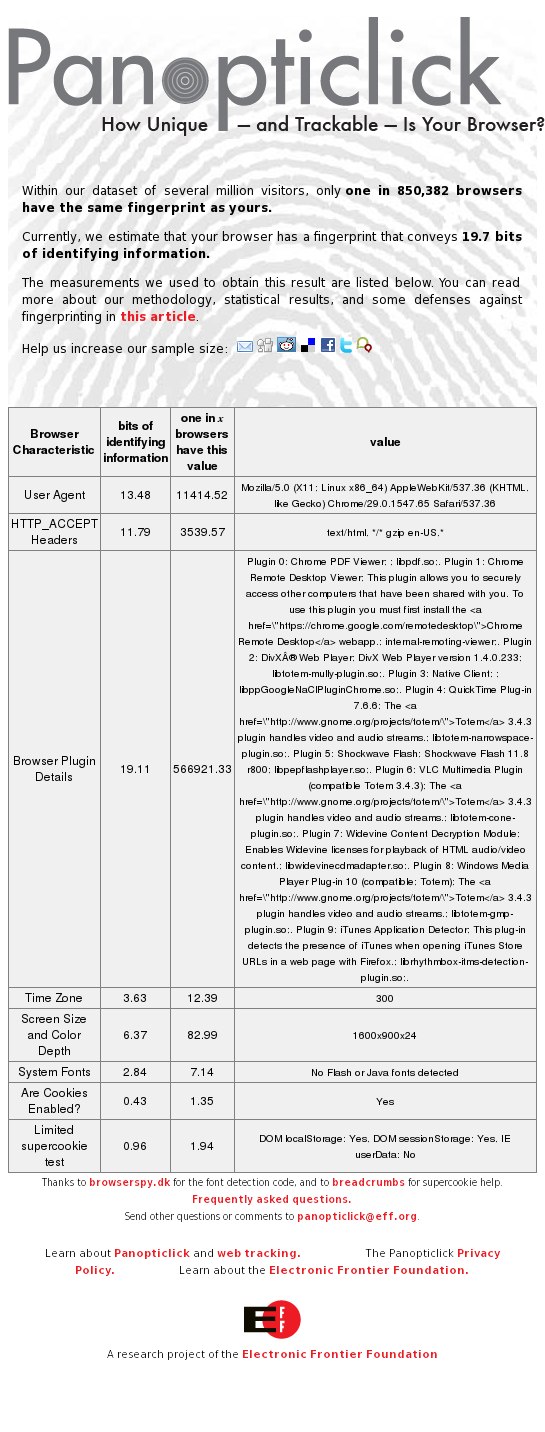 Panopticlick
How Unique — and Trackable — Is Your Browser?
Within our dataset of several million visitors, only one in 850,382 browsers
have the same fingerprint as yours.
Currently, we estimate that your browser has a fingerprint that conveys 19.7 bits
of identifying information.
The measurements we used to obtain this result are listed below. You can read
more about our methodology, statistical results, and some defenses against
fingerprinting in this article.
Help us increase our sample size:
Browser
Characteristic
bits of
identifying
information
one in x
browsers
have this
value
value
User Agent
13.48
11414.52
Mozilla/5.0 (X11; Linux x86_64) AppleWebKit/537.36 (KHTML,
like Gecko) Chrome/29.0.1547.65 Safari/537.36
HTTP_ACCEPT
Headers
11.79
3539.57
text/html, */* gzip en-US,*
Browser Plugin
Details
19.11
566921.33
Plugin 0: Chrome PDF Viewer; ; libpdf.so;. Plugin 1: Chrome
Remote Desktop Viewer; This plugin allows you to securely
access other computers that have been shared with you. To
use this plugin you must first install the <a
href=\"https://chrome.google.com/remotedesktop\">Chrome
Remote Desktop</a> webapp.; internal-remoting-viewer;. Plugin
2: DivXÂ® Web Player; DivX Web Player version 1.4.0.233;
libtotem-mully-plugin.so;. Plugin 3: Native Client; ;
libppGoogleNaClPluginChrome.so;. Plugin 4: QuickTime Plug-in
7.6.6; The <a
href=\"http://www.gnome.org/projects/totem/\">Totem</a> 3.4.3
plugin handles video and audio streams.; libtotem-narrowspace-
plugin.so;. Plugin 5: Shockwave Flash; Shockwave Flash 11.8
r800; libpepflashplayer.so;. Plugin 6: VLC Multimedia Plugin
(compatible Totem 3.4.3); The <a
href=\"http://www.gnome.org/projects/totem/\">Totem</a> 3.4.3
plugin handles video and audio streams.; libtotem-cone-
plugin.so;. Plugin 7: Widevine Content Decryption Module;
Enables Widevine licenses for playback of HTML audio/video
content.; libwidevinecdmadapter.so;. Plugin 8: Windows Media
Player Plug-in 10 (compatible; Totem); The <a
href=\"http://www.gnome.org/projects/totem/\">Totem</a> 3.4.3
plugin handles video and audio streams.; libtotem-gmp-
plugin.so;. Plugin 9: iTunes Application Detector; This plug-in
detects the presence of iTunes when opening iTunes Store
URLs in a web page with Firefox.; librhythmbox-itms-detection-
plugin.so;.
Time Zone
3.63
12.39
300
Screen Size
and Color
Depth
6.37
82.99
1600x900x24
System Fonts
2.84
7.14
No Flash or Java fonts detected
Are Cookies
Enabled?
0.43
1.35
Yes
Limited
supercookie
test
0.96
1.94
DOM localStorage: Yes, DOM sessionStorage: Yes, IE
userData: No
Thanks to browserspy.dk for the font detection code, and to breadcrumbs for supercookie help.
Frequently asked questions.
Send other questions or comments to panopticlick@eff.org.
Learn about Panopticlick and web tracking. The Panopticlick Privacy
Policy. Learn about the Electronic Frontier Foundation.
EFF
A research project of the Electronic Frontier Foundation